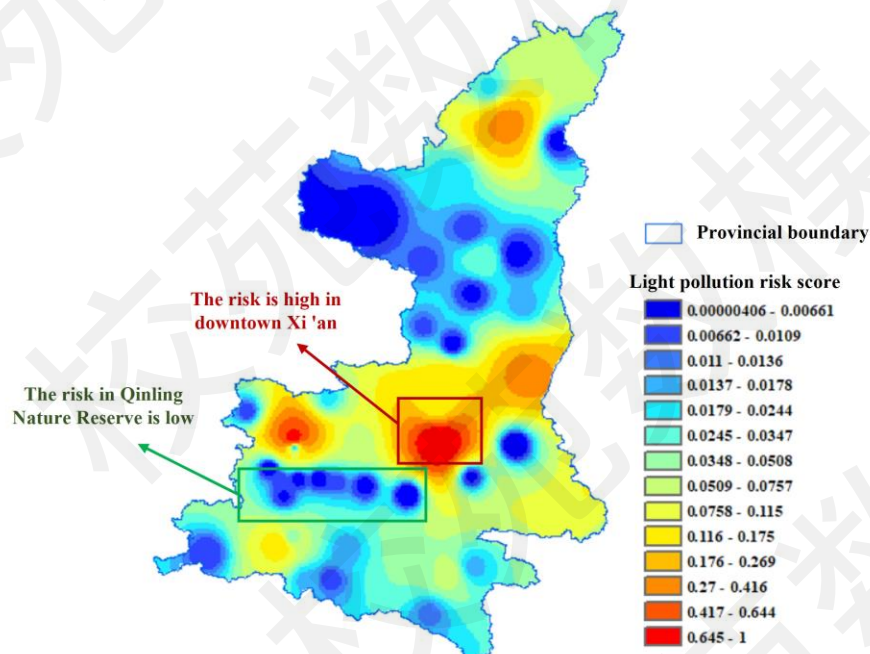 Provincial boundary
Light pollution risk score
0.00000406 - 0.00661
0.00662 - 0.0109
0.011 - 0.0136
0.0137 - 0.0178
0.0179 - 0.0244
0.0245 - 0.0347
0.0348 - 0.0508
0.0509 - 0.0757
0.0758 - 0.115
0.116 - 0.175
0.176 - 0.269
0.27 - 0.416
0.417 - 0.644
0.645 - 1
The risk is high in
downtown Xi 'an
The risk in Qinling
Nature Reserve is low
校苑数模